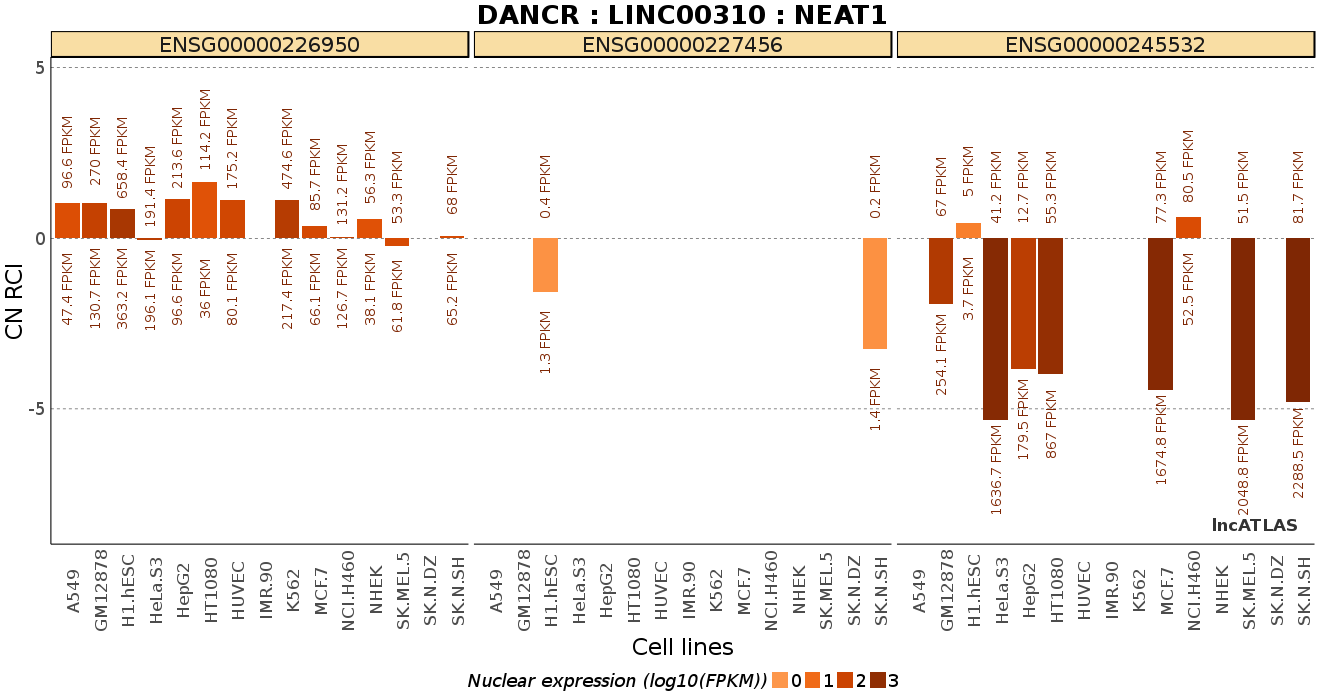 DANCR : LINC00310 : NEAT1
ENSG00000226950
ENSG00000227456
ENSG00000245532
CN RCI
5
0
-5
96.6 FPKM
270 FPKM
658.4 FPKM
191.4 FPKM
213.6 FPKM
114.2 FPKM
175.2 FPKM
474.6 FPKM
85.7 FPKM
131.2 FPKM
56.3 FPKM
53.3 FPKM
68 FPKM
47.4 FPKM
130.7 FPKM
363.2 FPKM
196.1 FPKM
96.6 FPKM
36 FPKM
80.1 FPKM
217.4 FPKM
66.1 FPKM
126.7 FPKM
38.1 FPKM
61.8 FPKM
65.2 FPKM
0.4 FPKM
0.2 FPKM
1.3 FPKM
1.4 FPKM
67 FPKM
5 FPKM
41.2 FPKM
12.7 FPKM
55.3 FPKM
77.3 FPKM
80.5 FPKM
51.5 FPKM
81.7 FPKM
254.1 FPKM
3.7 FPKM
1636.7 FPKM
179.5 FPKM
867 FPKM
1674.8 FPKM
52.5 FPKM
2048.8 FPKM
2288.5 FPKM
lncATLAS
A549
GM12878
H1.hESC
HeLa.S3
HepG2
HT1080
HUVEC
IMR.90
K562
MCF.7
NCI.H460
NHEK
SK.MEL.5
SK.N.DZ
SK.N.SH
A549
GM12878
H1.hESC
HeLa.S3
HepG2
HT1080
HUVEC
IMR.90
K562
MCF.7
NCI.H460
NHEK
SK.MEL.5
SK.N.DZ
SK.N.SH
A549
GM12878
H1.hESC
HeLa.S3
HepG2
HT1080
HUVEC
IMR.90
K562
MCF.7
NCI.H460
NHEK
SK.MEL.5
SK.N.DZ
SK.N.SH
Cell lines
Nuclear expression (log10(FPKM)) 0 1 2 3